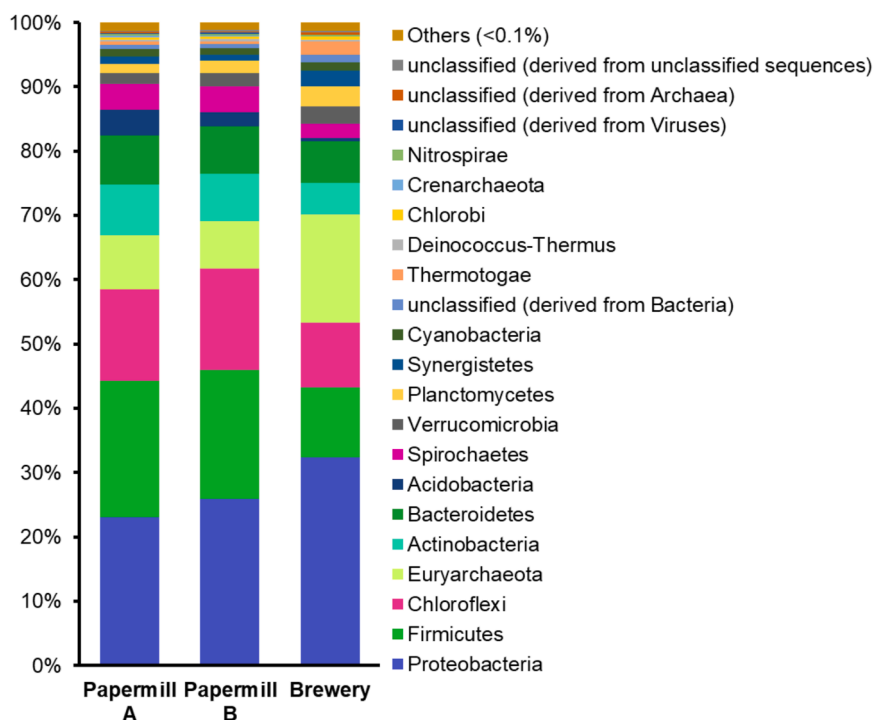 100%
90%
80%
70%
60%
50%
40%
30%
20%
10%
0%
Papermill A
Papermill B
Brewery
Others (<0.1%)
unclassified (derived from unclassified sequences)
unclassified (derived from Archaea)
unclassified (derived from Viruses)
Nitrospirae
Crenarchaeota
Chlorobi
Deinococcus-Thermus
Thermotogae
unclassified (derived from Bacteria)
Cyanobacteria
Synergistetes
Planctomycetes
Verrucomicrobia
Spirochaetes
Acidobacteria
Bacteroidetes
Actinobacteria
Euryarchaeota
Chloroflexi
Firmicutes
Proteobacteria